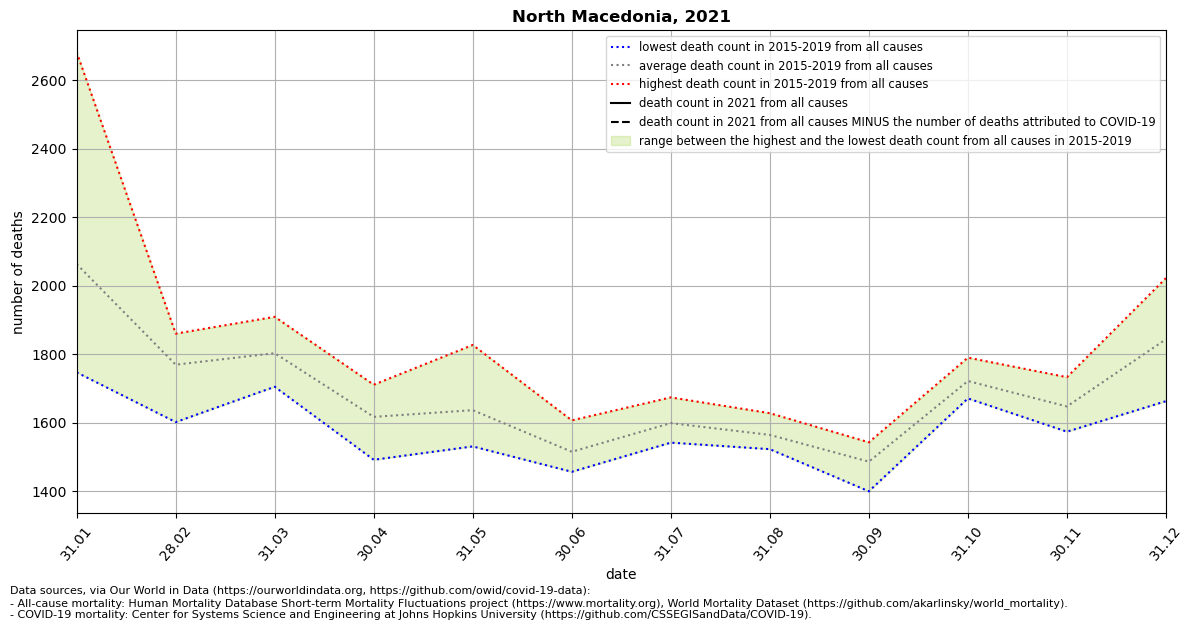 North Macedonia, 2021
lowest death count in 2015-2019 from all causes
average death count in 2015-2019 from all causes
highest death count in 2015-2019 from all causes
death count in 2021 from all causes
death count in 2021 from all causes MINUS the number of deaths attributed to COVID-19
range between the highest and the lowest death count from all causes in 2015-2019
number of deaths
2600
2400
2200
2000
1800
1600
1400
31.01
28.02
31.03
30.04
31.05
30.06
31.07
31.08
30.09
31.10
30.11
31.12
date
Data sources, via Our World in Data (https://ourworldindata.org, https://github.com/owid/covid-19-data):
- All-cause mortality: Human Mortality Database Short-term Mortality Fluctuations project (https://www.mortality.org), World Mortality Dataset (https://github.com/akarlinsky/world_mortality).
- COVID-19 mortality: Center for Systems Science and Engineering at Johns Hopkins University (https://github.com/CSSEGISandData/COVID-19).